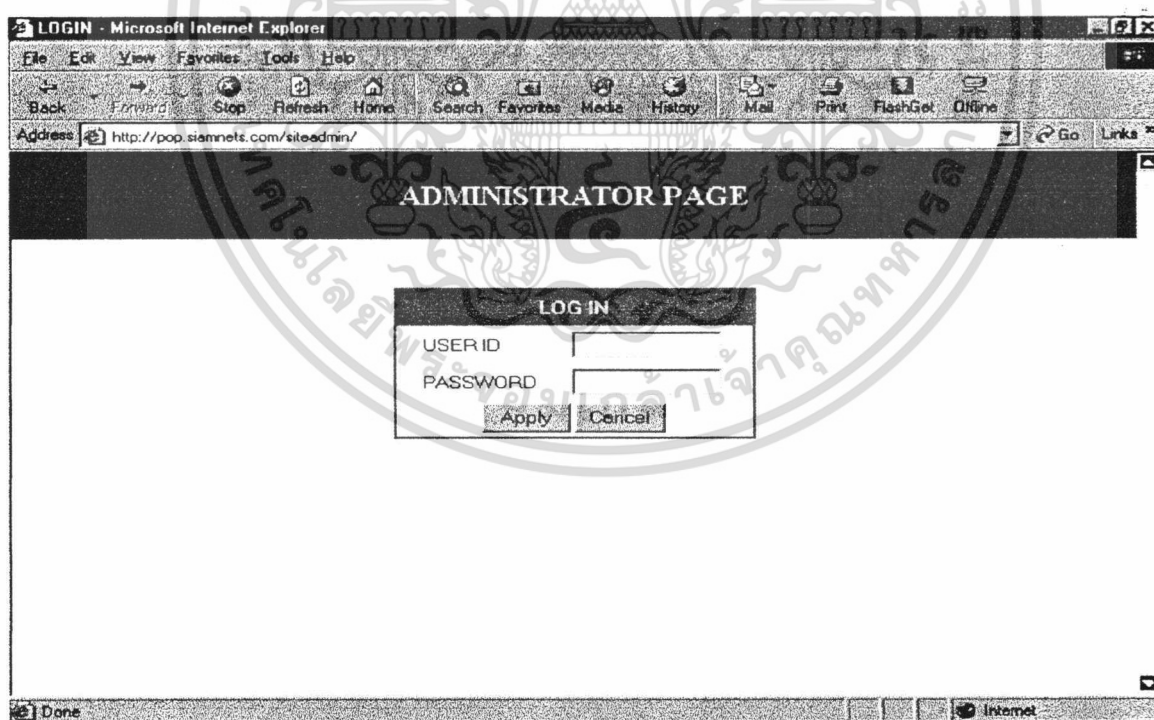 LOGIN - Microsoft Internet Explorer
File Edit View Favorites Tools Help
Back Forward Stop Refresh Home Search Favorites Media History Mail Print FlashGet Offline
Address http://pop.siamnets.com/siteadmin/ Go Links »
ADMINISTRATOR PAGE
LOG IN
USER ID
PASSWORD
Apply Cancel
Done Internet